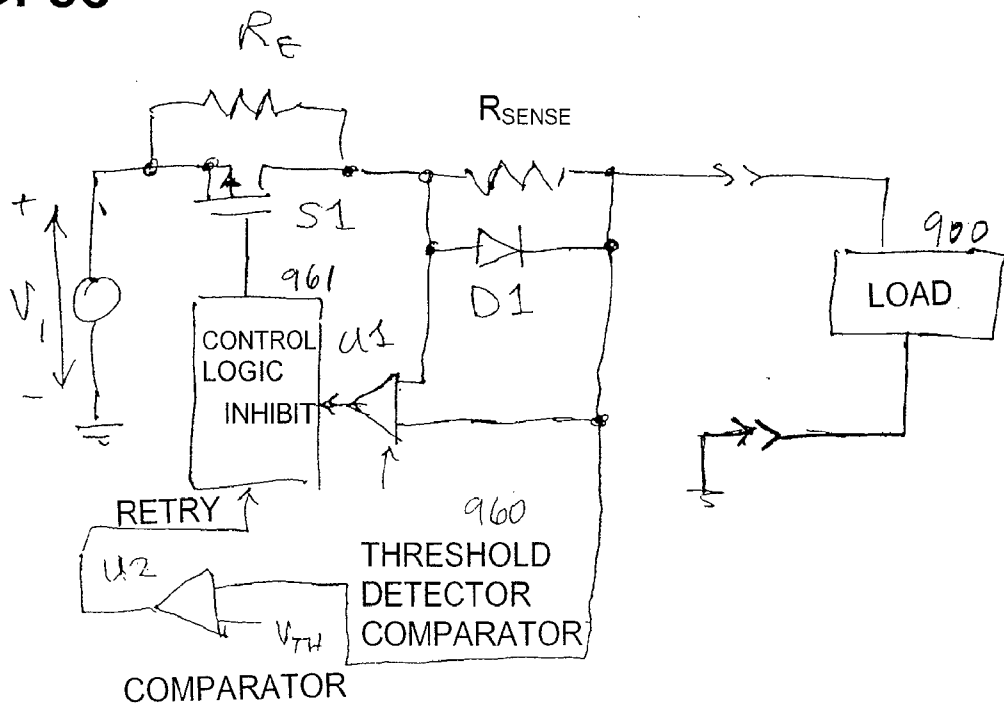 R_E
R_SENSE
+
S1
V_1
-
961
D1
900
LOAD
CONTROL
LOGIC
U1
INHIBIT
RETRY
960
THRESHOLD
DETECTOR
COMPARATOR
U2
V_TH
COMPARATOR